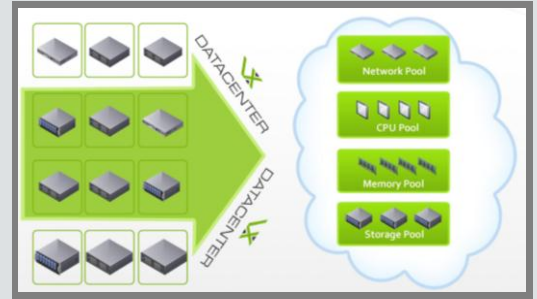 DATACENTER
DATACENTER
Network Pool
CPU Pool
Memory Pool
Storage Pool